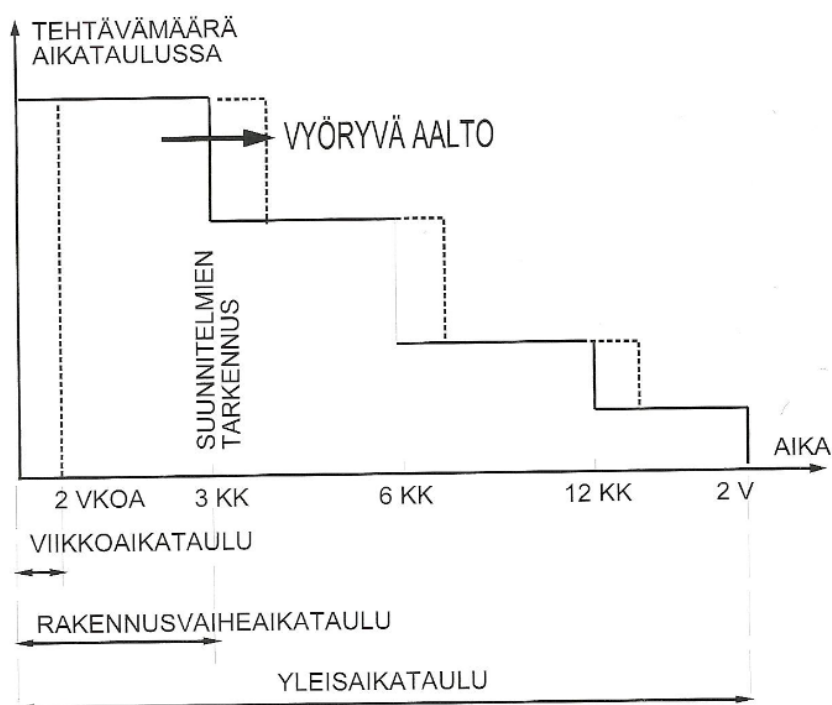 TEHTÄVÄMÄÄRÄ
AIKATAULUSSA
VYÖRYVÄ AALTO
SUUNNITELMIEN
TARKENNUS
AIKA
2 VKOA
3 KK
6 KK
12 KK
2 V
VIIKKOAIKATAULU
RAKENNUSVAIHEAIKATAULU
YLEISAIKATAULU